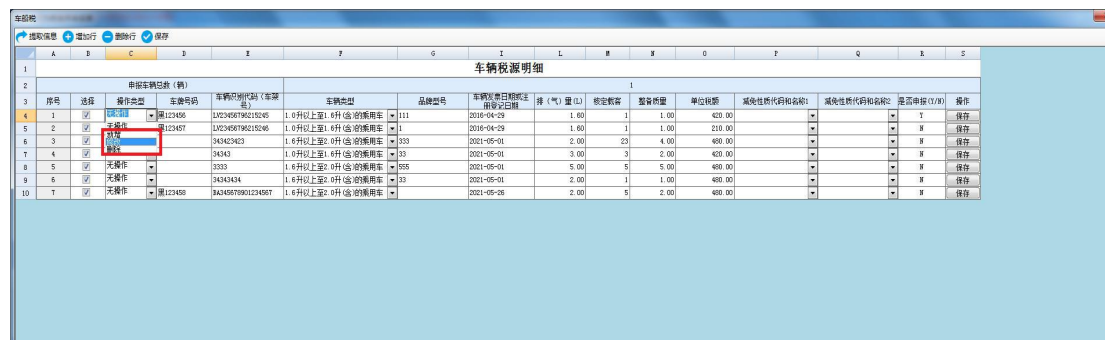 车船税
提取信息 增加行 删除行 保存
A B C D E F G I L M N O P Q R S
1 车辆税源明细
2 申报车辆总数（辆） 1
3 序号 选择 操作类型 车牌号码 车辆识别代码（车架号） 车辆类型 品牌型号 车辆发票日期或注册登记日期 排（气）量(L) 核定载客 整备质量 单位税额 减免性质代码和名称1 减免性质代码和名称2 是否申报(Y/N) 操作
4 1 无操作 黑123456 LV23456796215245 1.0升以上至1.6升(含)的乘用车 111 2016-04-29 1.60 1 1.00 420.00 Y 保存
5 2 无操作 黑123457 LV23456796215246 1.0升以上至1.6升(含)的乘用车 1 2016-04-29 1.60 1 1.00 210.00 N 保存
6 3 343423423 1.6升以上至2.0升(含)的乘用车 333 2021-05-01 2.00 23 4.00 480.00 N 保存
7 4 删除 34343 1.0升以上至1.6升(含)的乘用车 33 2021-05-01 3.00 3 2.00 420.00 N 保存
8 5 无操作 3333 1.6升以上至2.0升(含)的乘用车 555 2021-05-01 5.00 5 5.00 480.00 N 保存
9 6 无操作 34343434 1.6升以上至2.0升(含)的乘用车 33 2021-05-01 2.00 1 1.00 480.00 N 保存
10 7 无操作 黑123458 BA345678901234567 1.6升以上至2.0升(含)的乘用车 2021-05-26 2.00 5 2.00 480.00 N 保存